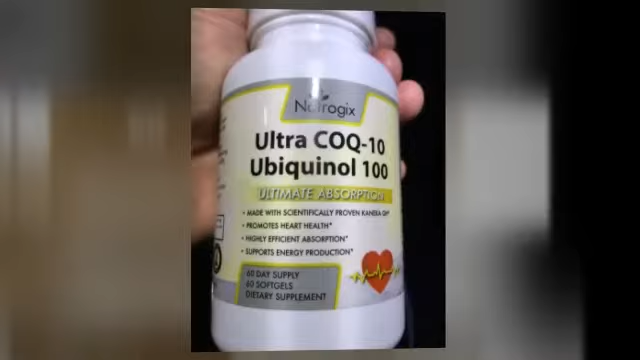 Natrogix
Ultra COQ-10
Ubiquinol 100
ULTIMATE ABSORPTION
• MADE WITH SCIENTIFICALLY PROVEN KANEKA QH*
• PROMOTES HEART HEALTH*
• HIGHLY EFFICIENT ABSORPTION*
• SUPPORTS ENERGY PRODUCTION*
60 DAY SUPPLY
60 SOFTGELS
DIETARY SUPPLEMENT